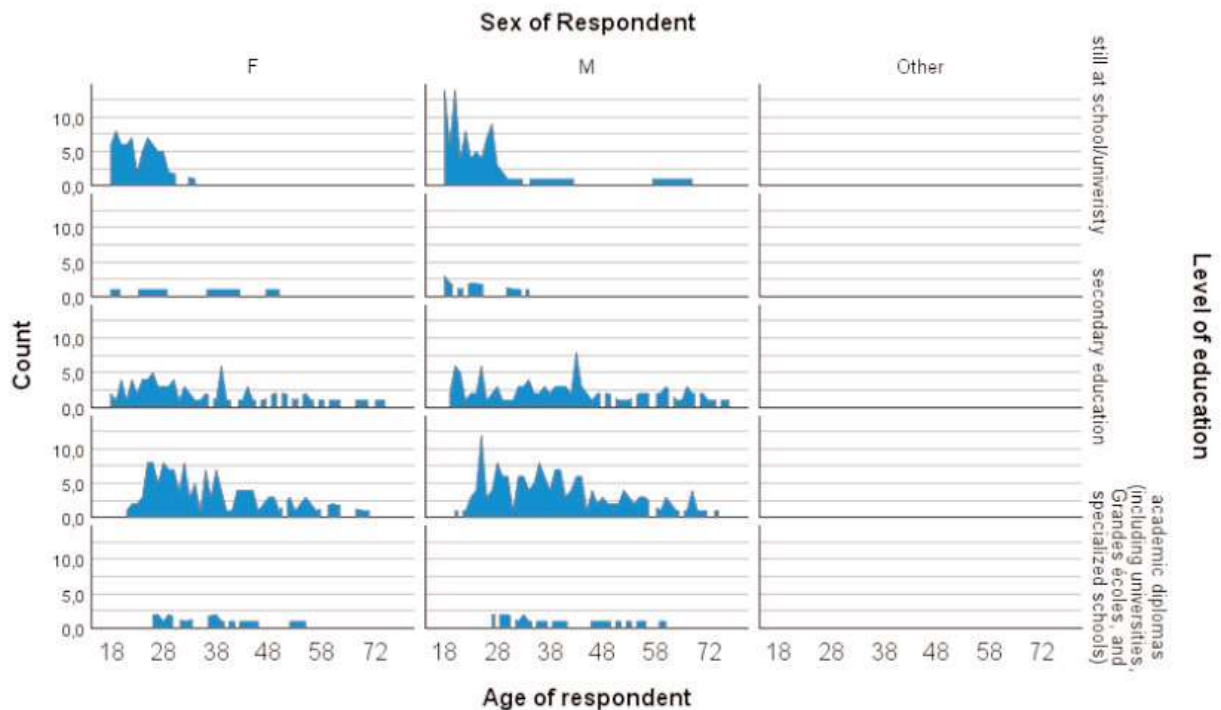 Sex of Respondent
F M Other
10,0
5,0
0,0
10,0
5,0
0,0
10,0
5,0
0,0
10,0
5,0
0,0
10,0
5,0
0,0
Count
18 28 38 48 58 72 18 28 38 48 58 72 18 28 38 48 58 72
Age of respondent
still at school/univeristy
secondary education
academic diplomas
(including universities,
Grandes écoles, and
specialized schools)
Level of education